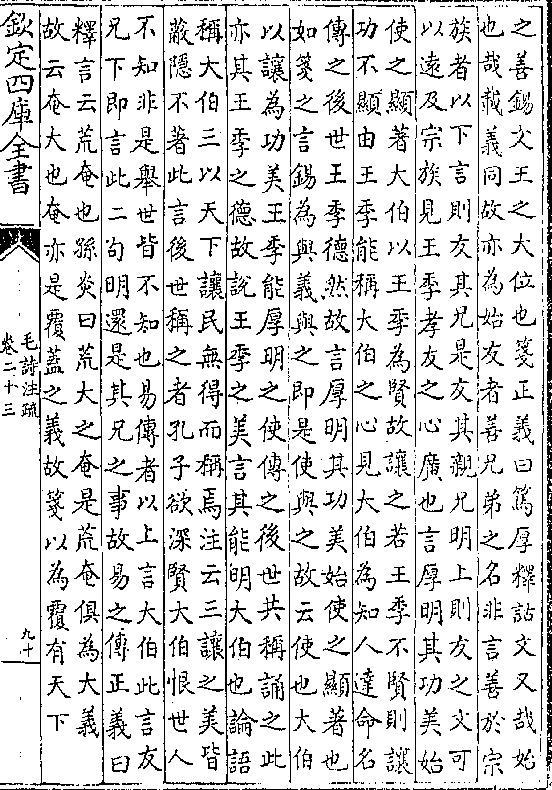 之善錫文王之大位也箋正義曰篤厚釋詁文又哉始
也哉載義同故亦為始友者善兄弟之名非言善於宗
族者以下言則友其兄是友其親兄明上則友之文可
以遠及宗族見王季孝友之心廣也言厚明其功美始
使之顯著大伯以王季為賢故讓之若王季不賢則讓
功不顯由王季能稱大伯之心見大伯為知人達命名
傳之後世王季德然故言厚明其功美始使之顯著也
如箋之言錫為與義與之即是使與之故云使也大伯
以讓為功美王季能厚明之使傳之後世共稱誦之此
亦其王季之德故說王季之美言其能明大伯也論語
稱大伯三以天下讓民無得而稱焉注云三讓之美皆
蔽隱不著此言後世稱之者孔子欲深賢大伯恨世人
不知非是舉世皆不知也易傳者以上言大伯此言友
兄下即言此二句明還是其兄之事故易之傳正義曰
釋言云荒奄也孫炎曰荒大之奄是荒奄俱為大義
故云奄大也奄亦是覆蓋之義故箋以為覆有天下
欽定四庫全書
毛詩注疏
卷二十三
九十